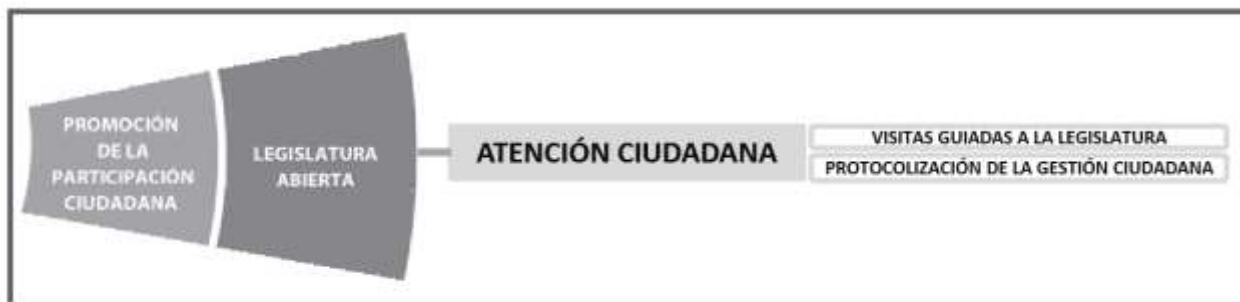 PROMOCIÓN
DE LA
PARTICIPACIÓN
CIUDADANA
LEGISLATURA
ABIERTA
ATENCIÓN CIUDADANA
VISITAS GUIADAS A LA LEGISLATURA
PROTOCOLIZACIÓN DE LA GESTIÓN CIUDADANA